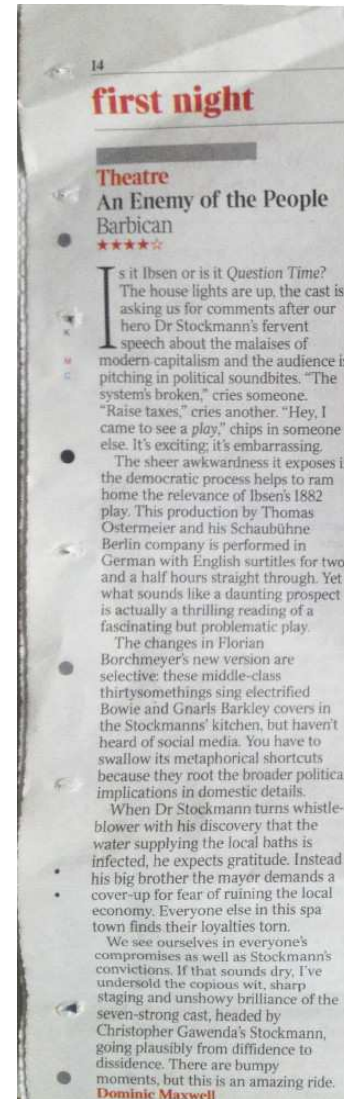 14
first night
Theatre
An Enemy of the People
Barbican
★★★★☆
Is it Ibsen or is it Question Time?
The house lights are up, the cast is
asking us for comments after our
hero Dr Stockmann's fervent
speech about the malaises of
modern capitalism and the audience i
pitching in political soundbites. "The
system's broken," cries someone.
"Raise taxes," cries another. "Hey, I
came to see a play," chips in someone
else. It's exciting; it's embarrassing.
The sheer awkwardness it exposes i
the democratic process helps to ram
home the relevance of Ibsen's 1882
play. This production by Thomas
Ostermeier and his Schaubühne
Berlin company is performed in
German with English surtitles for two
and a half hours straight through. Yet
what sounds like a daunting prospect
is actually a thrilling reading of a
fascinating but problematic play.
The changes in Florian
Borchmeyer's new version are
selective: these middle-class
thirtysomethings sing electrified
Bowie and Gnarls Barkley covers in
the Stockmanns' kitchen, but haven't
heard of social media. You have to
swallow its metaphorical shortcuts
because they root the broader politica
implications in domestic details.
When Dr Stockmann turns whistle-
blower with his discovery that the
water supplying the local baths is
infected, he expects gratitude. Instead
his big brother the mayor demands a
cover-up for fear of ruining the local
economy. Everyone else in this spa
town finds their loyalties torn.
We see ourselves in everyone's
compromises as well as Stockmann's
convictions. If that sounds dry, I've
undersold the copious wit, sharp
staging and unshowy brilliance of the
seven-strong cast, headed by
Christopher Gawenda's Stockmann,
going plausibly from diffidence to
dissidence. There are bumpy
moments, but this is an amazing ride.
Dominic Maxwell